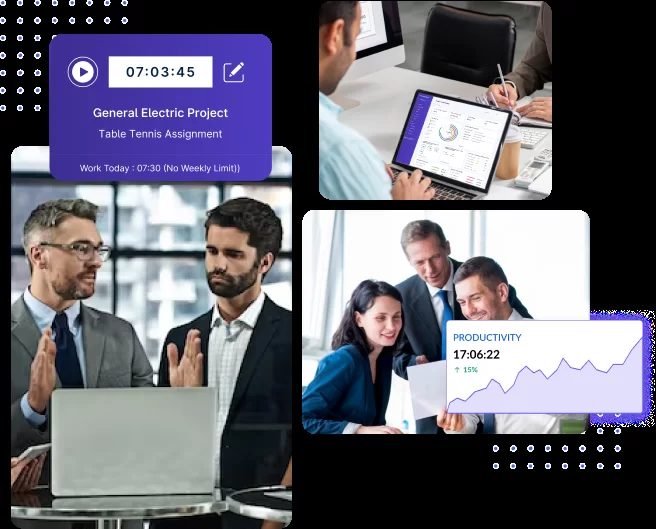 07:03:45
General Electric Project
Table Tennis Assignment
Work Today : 07:30 (No Weekly Limit))
PRODUCTIVITY
17:06:22
↑ 15%